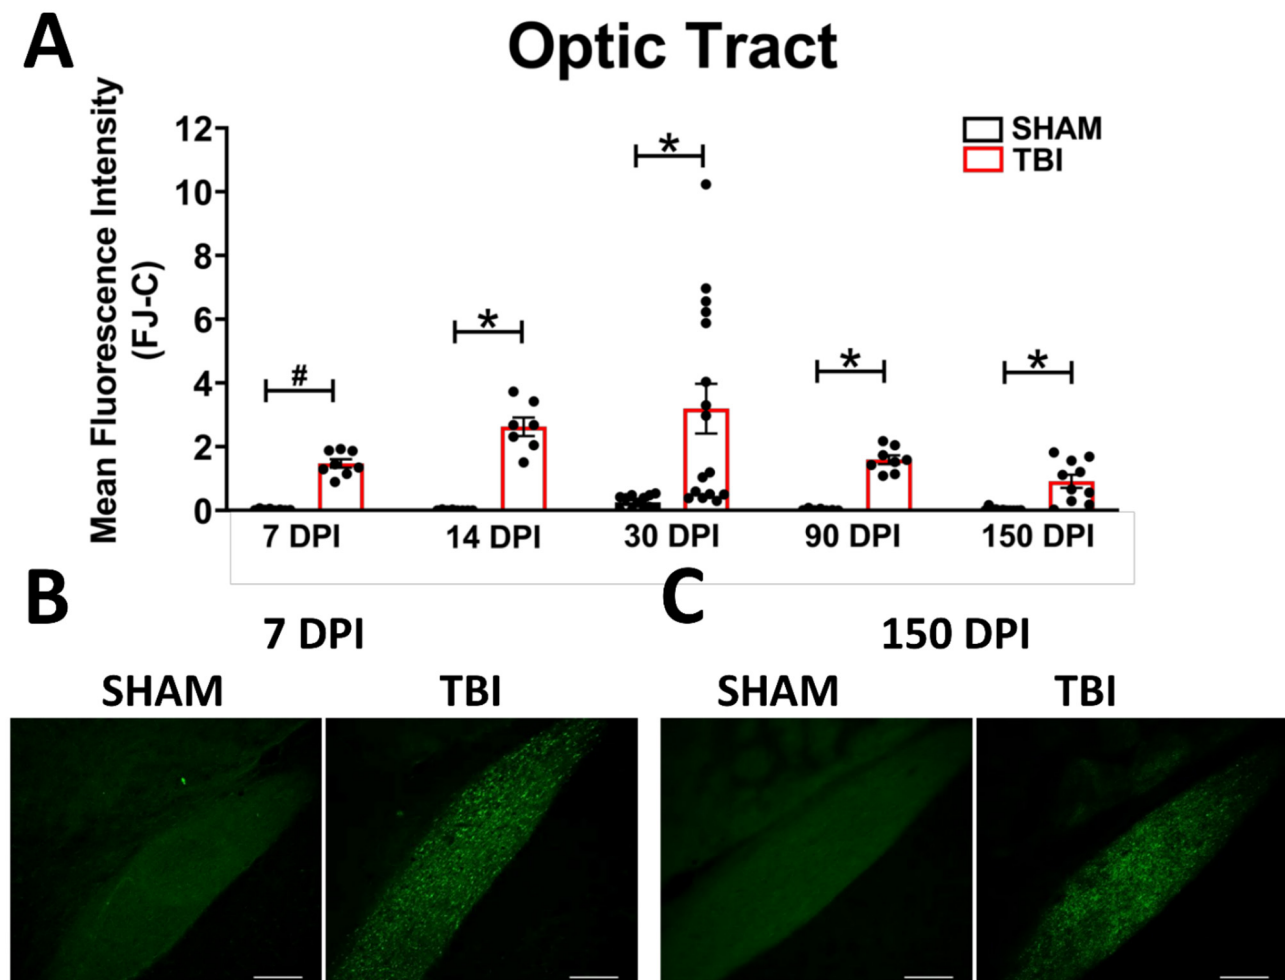 A
Optic Tract
Mean Fluorescence Intensity
(FJ-C)
12
10
8
6
4
2
0
SHAM
TBI
#
*
*
*
*
7 DPI
14 DPI
30 DPI
90 DPI
150 DPI
B
7 DPI
SHAM
TBI
C
150 DPI
SHAM
TBI